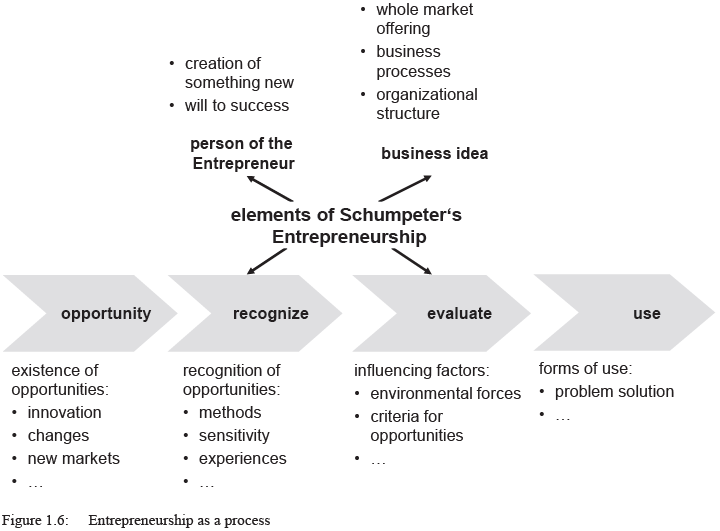 • creation of
something new
• will to success
person of the
Entrepreneur
• whole market
offering
• business
processes
• organizational
structure
business idea
elements of Schumpeter‘s
Entrepreneurship
opportunity
recognize
evaluate
use
existence of
opportunities:
• innovation
• changes
• new markets
• …
recognition of
opportunities:
• methods
• sensitivity
• experiences
• …
influencing factors:
• environmental forces
• criteria for
opportunities
• …
forms of use:
• problem solution
• …
Figure 1.6: Entrepreneurship as a process